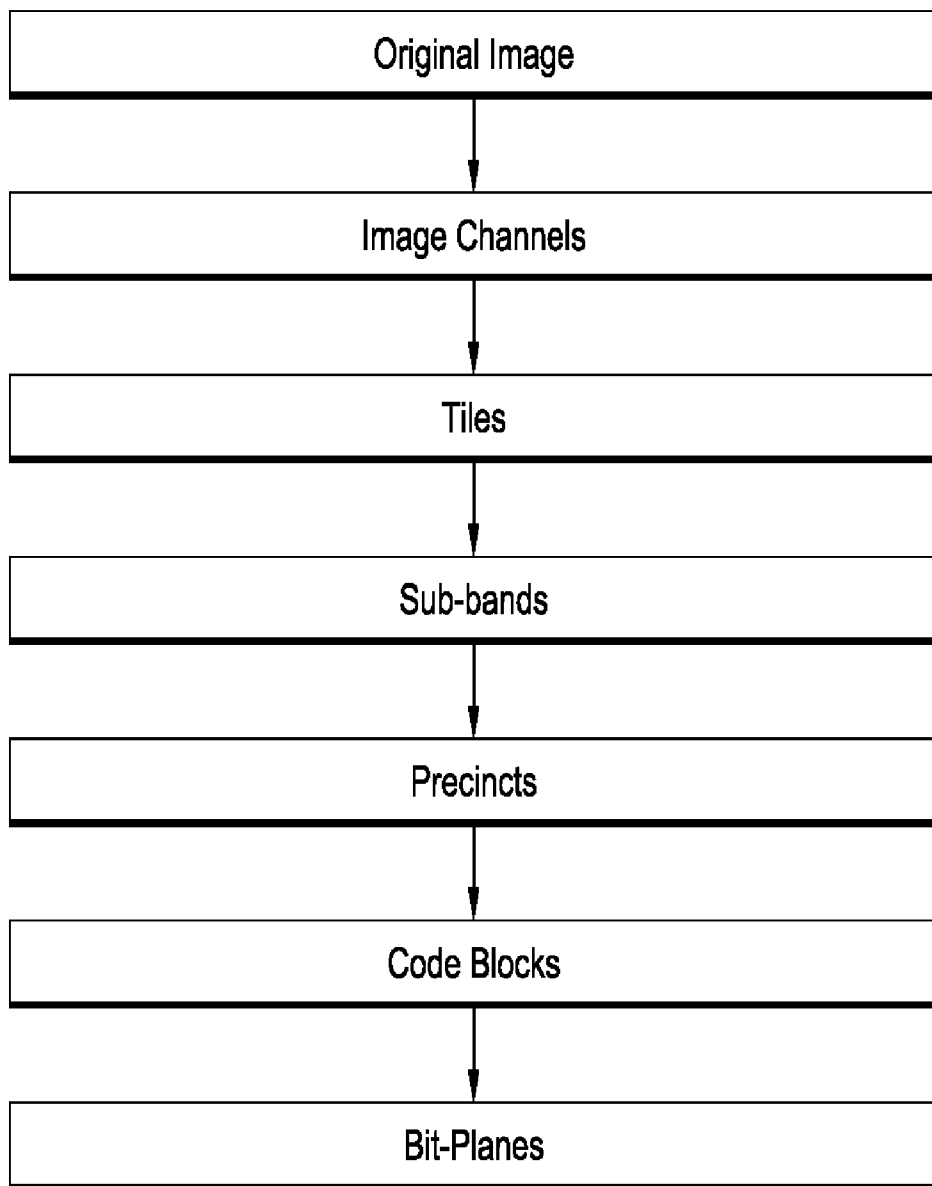 Original Image
Image Channels
Tiles
Sub-bands
Precincts
Code Blocks
Bit-Planes